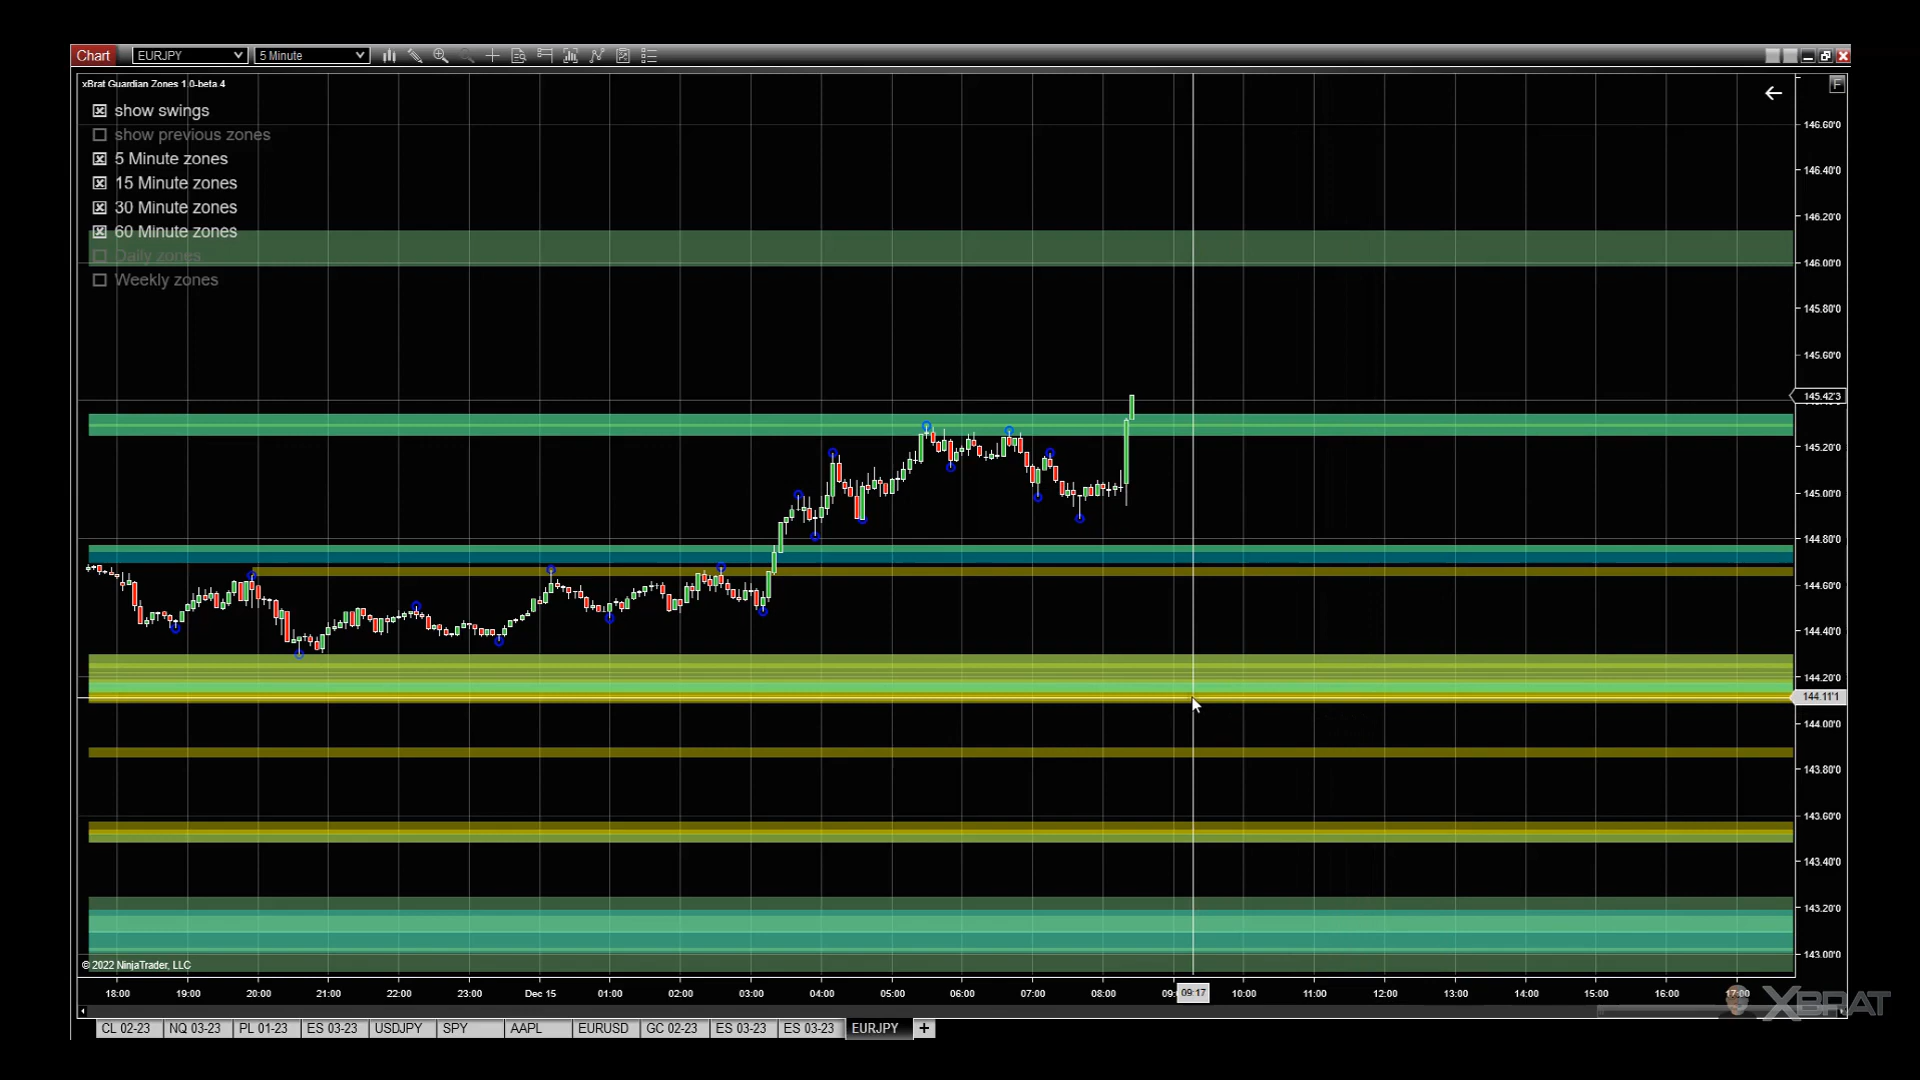 Chart EURJPY 5 Minute
xBrat Guardian Zones 1.0-beta 4
F
show swings
show previous zones
5 Minute zones
15 Minute zones
30 Minute zones
60 Minute zones
Daily zones
Weekly zones
146.60'0
146.40'0
146.20'0
146.00'0
145.80'0
145.60'0
145.42'3
145.20'0
145.00'0
144.80'0
144.60'0
144.40'0
144.20'0
144.11'1
144.00'0
143.80'0
143.60'0
143.40'0
143.20'0
143.00'0
© 2022 NinjaTrader, LLC
18:00 19:00 20:00 21:00 22:00 23:00 Dec 15 01:00 02:00 03:00 04:00 05:00 06:00 07:00 08:00 09:17 10:00 11:00 12:00 13:00 14:00 15:00 16:00 17:00
XBRAT
CL 02-23 NQ 03-23 PL 01-23 ES 03-23 USDJPY SPY AAPL EURUSD GC 02-23 ES 03-23 ES 03-23 EURJPY +